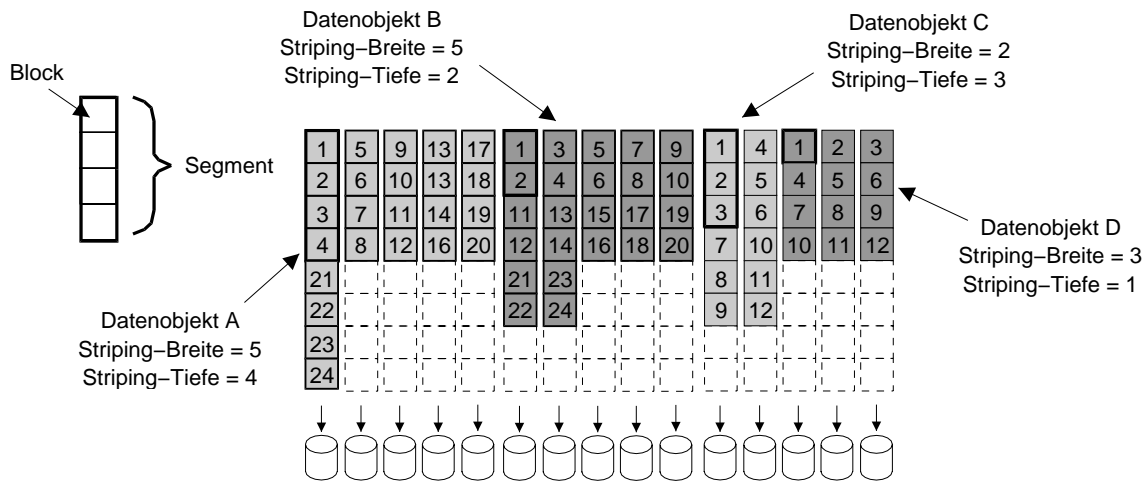 Datenobjekt B
Striping–Breite = 5
Striping–Tiefe = 2
Datenobjekt C
Striping–Breite = 2
Striping–Tiefe = 3
Block
Segment
1 5 9 13 17 1 3 5 7 9 1 4 1 2 3
2 6 10 13 18 2 4 6 8 10 2 5 4 5 6
3 7 11 14 19 11 13 15 17 19 3 6 7 8 9
4 8 12 16 20 12 14 16 18 20 7 10 10 11 12
21 21 23 8 11
22 22 24 9 12
23
24
Datenobjekt D
Striping–Breite = 3
Striping–Tiefe = 1
Datenobjekt A
Striping–Breite = 5
Striping–Tiefe = 4